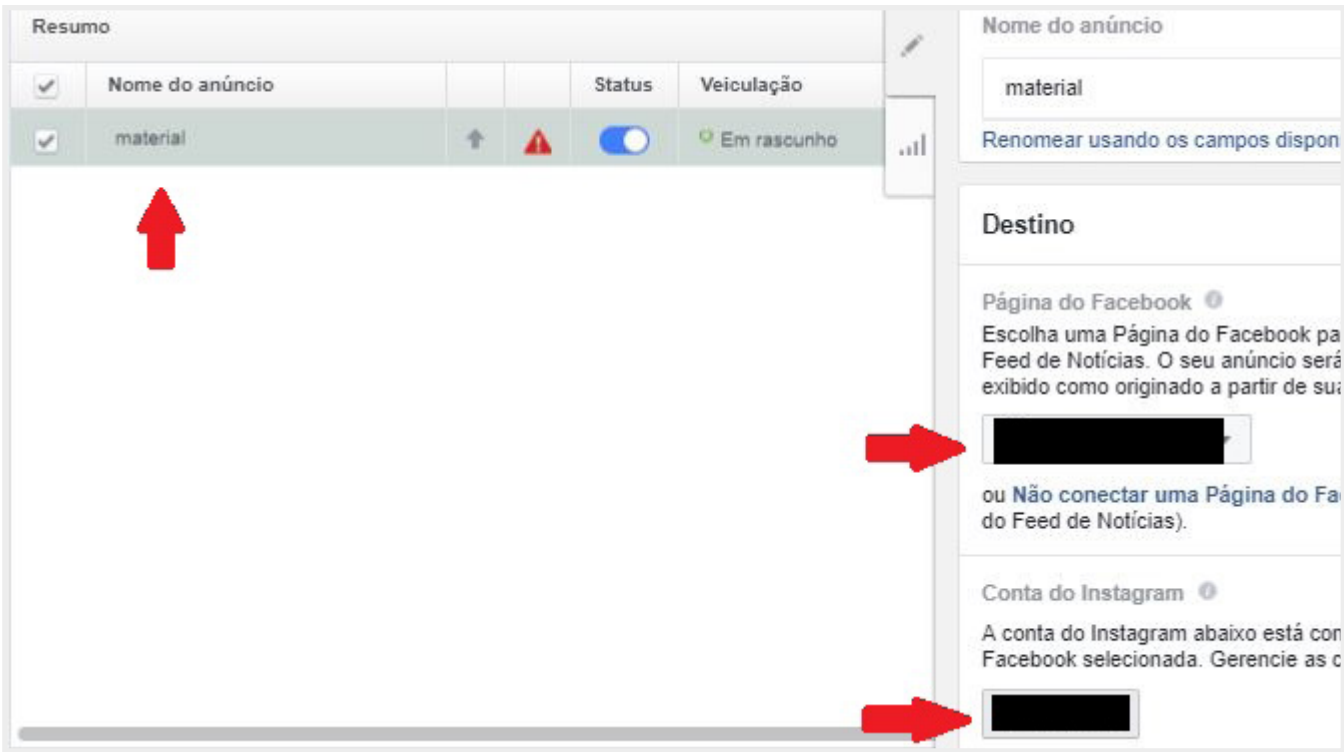 Resumo
Nome do anúncio
Status
Veiculação
material
Em rascunho
Nome do anúncio
material
Renomear usando os campos dispon
Destino
Página do Facebook
Escolha uma Página do Facebook pa
Feed de Notícias. O seu anúncio será
exibido como originado a partir de sua
ou Não conectar uma Página do Fa
do Feed de Notícias).
Conta do Instagram
A conta do Instagram abaixo está con
Facebook selecionada. Gerencie as c